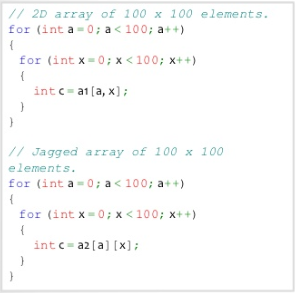 // 2D array of 100 x 100 elements.
for (int a = 0; a < 100; a++)
{
for (int x = 0; x < 100; x++)
{
int c = a1[a, x];
}
}
// Jagged array of 100 x 100
elements.
for (int a = 0; a < 100; a++)
{
for (int x = 0; x < 100; x++)
{
int c = a2[a][x];
}
}